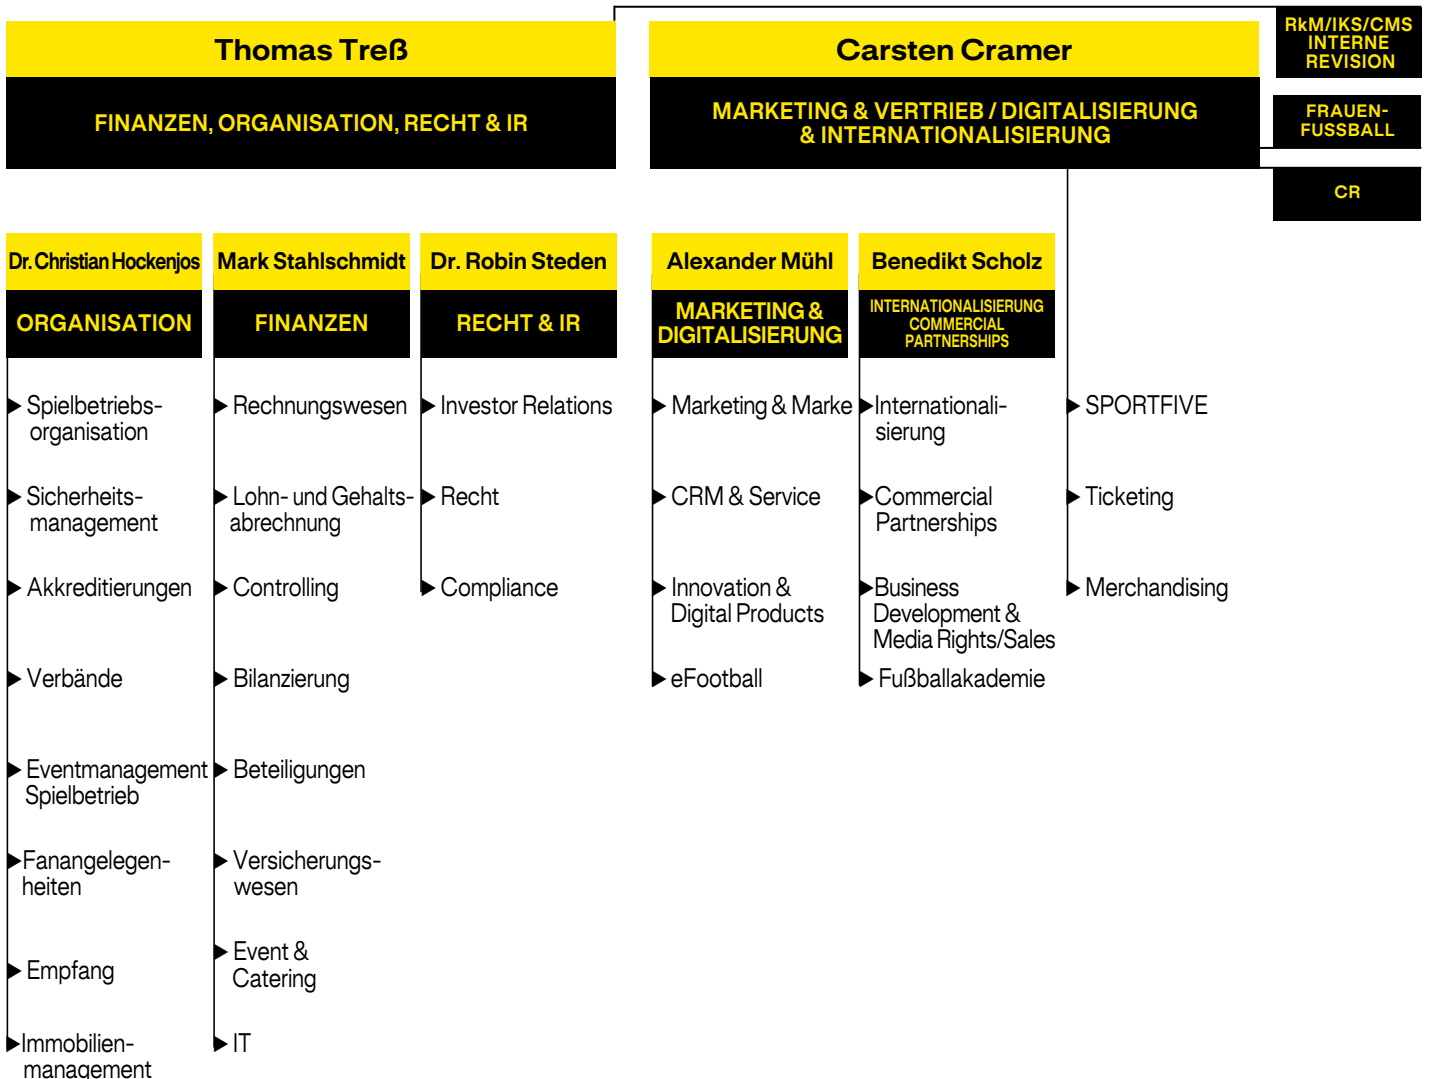 Thomas Treß
FINANZEN, ORGANISATION, RECHT & IR
Carsten Cramer
MARKETING & VERTRIEB / DIGITALISIERUNG
& INTERNATIONALISIERUNG
RkM/IKS/CMS
INTERNE
REVISION
FRAUEN-
FUSSBALL
CR
Dr. Christian Hockenjos
ORGANISATION
Spielbetriebs-
organisation
Sicherheits-
management
Akkreditierungen
Verbände
Eventmanagement
Spielbetrieb
Fanangelegen-
heiten
Empfang
Immobilien-
management
Mark Stahlschmidt
FINANZEN
Rechnungswesen
Lohn- und Gehalts-
abrechnung
Controlling
Bilanzierung
Beteiligungen
Versicherungs-
wesen
Event &
Catering
IT
Dr. Robin Steden
RECHT & IR
Investor Relations
Recht
Compliance
Alexander Mühl
MARKETING &
DIGITALISIERUNG
Marketing & Marke
CRM & Service
Innovation &
Digital Products
eFootball
Benedikt Scholz
INTERNATIONALISIERUNG
COMMERCIAL
PARTNERSHIPS
Internationali-
sierung
Commercial
Partnerships
Business
Development &
Media Rights/Sales
Fußballakademie
SPORTFIVE
Ticketing
Merchandising